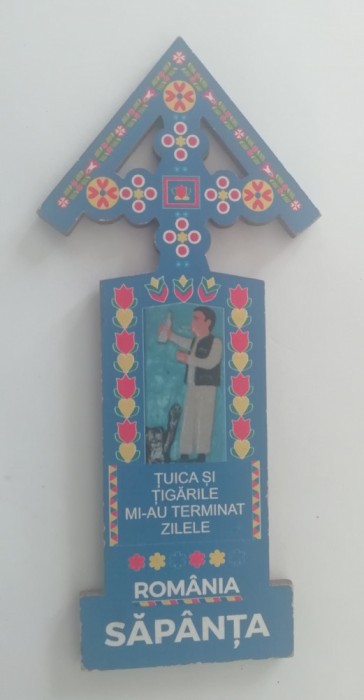 ȚUICA ȘI
ȚIGĂRILE
MI-AU TERMINAT
ZILELE
ROMÂNIA
SĂPÂNȚA